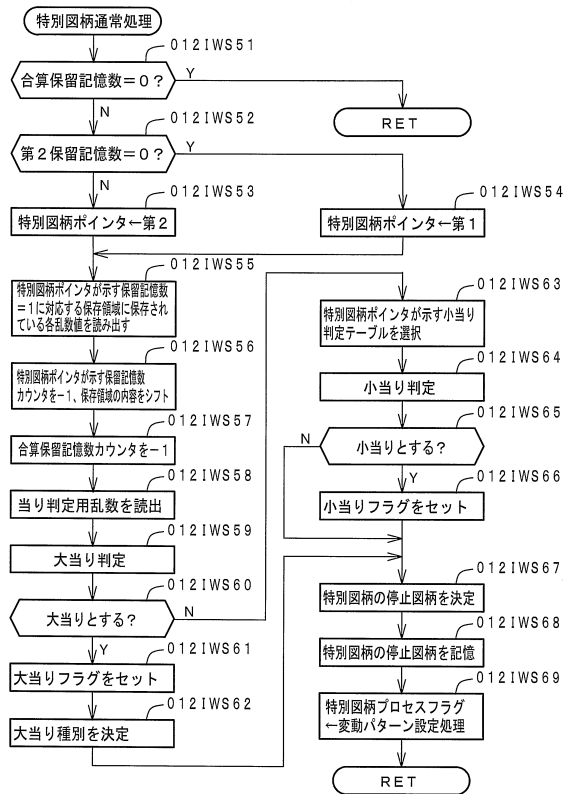 特別図柄通常処理
012IWS51
合算保留記憶数＝0？
Y
N
RET
012IWS52
第2保留記憶数＝0？
Y
N
012IWS53
特別図柄ポインタ←第2
012IWS54
特別図柄ポインタ←第1
012IWS55
特別図柄ポインタが示す保留記憶数
＝1に対応する保存領域に保存され
ている各乱数値を読み出す
012IWS56
特別図柄ポインタが示す保留記憶数
カウンタを−1、保存領域の内容をシフト
012IWS57
合算保留記憶数カウンタを−1
012IWS58
当り判定用乱数を読出
012IWS59
大当り判定
012IWS60
大当りとする？
N
Y
012IWS61
大当りフラグをセット
012IWS62
大当り種別を決定
012IWS63
特別図柄ポインタが示す小当り
判定テーブルを選択
012IWS64
小当り判定
012IWS65
小当りとする？
N
Y
012IWS66
小当りフラグをセット
012IWS67
特別図柄の停止図柄を決定
012IWS68
特別図柄の停止図柄を記憶
012IWS69
特別図柄プロセスフラグ
←変動パターン設定処理
RET